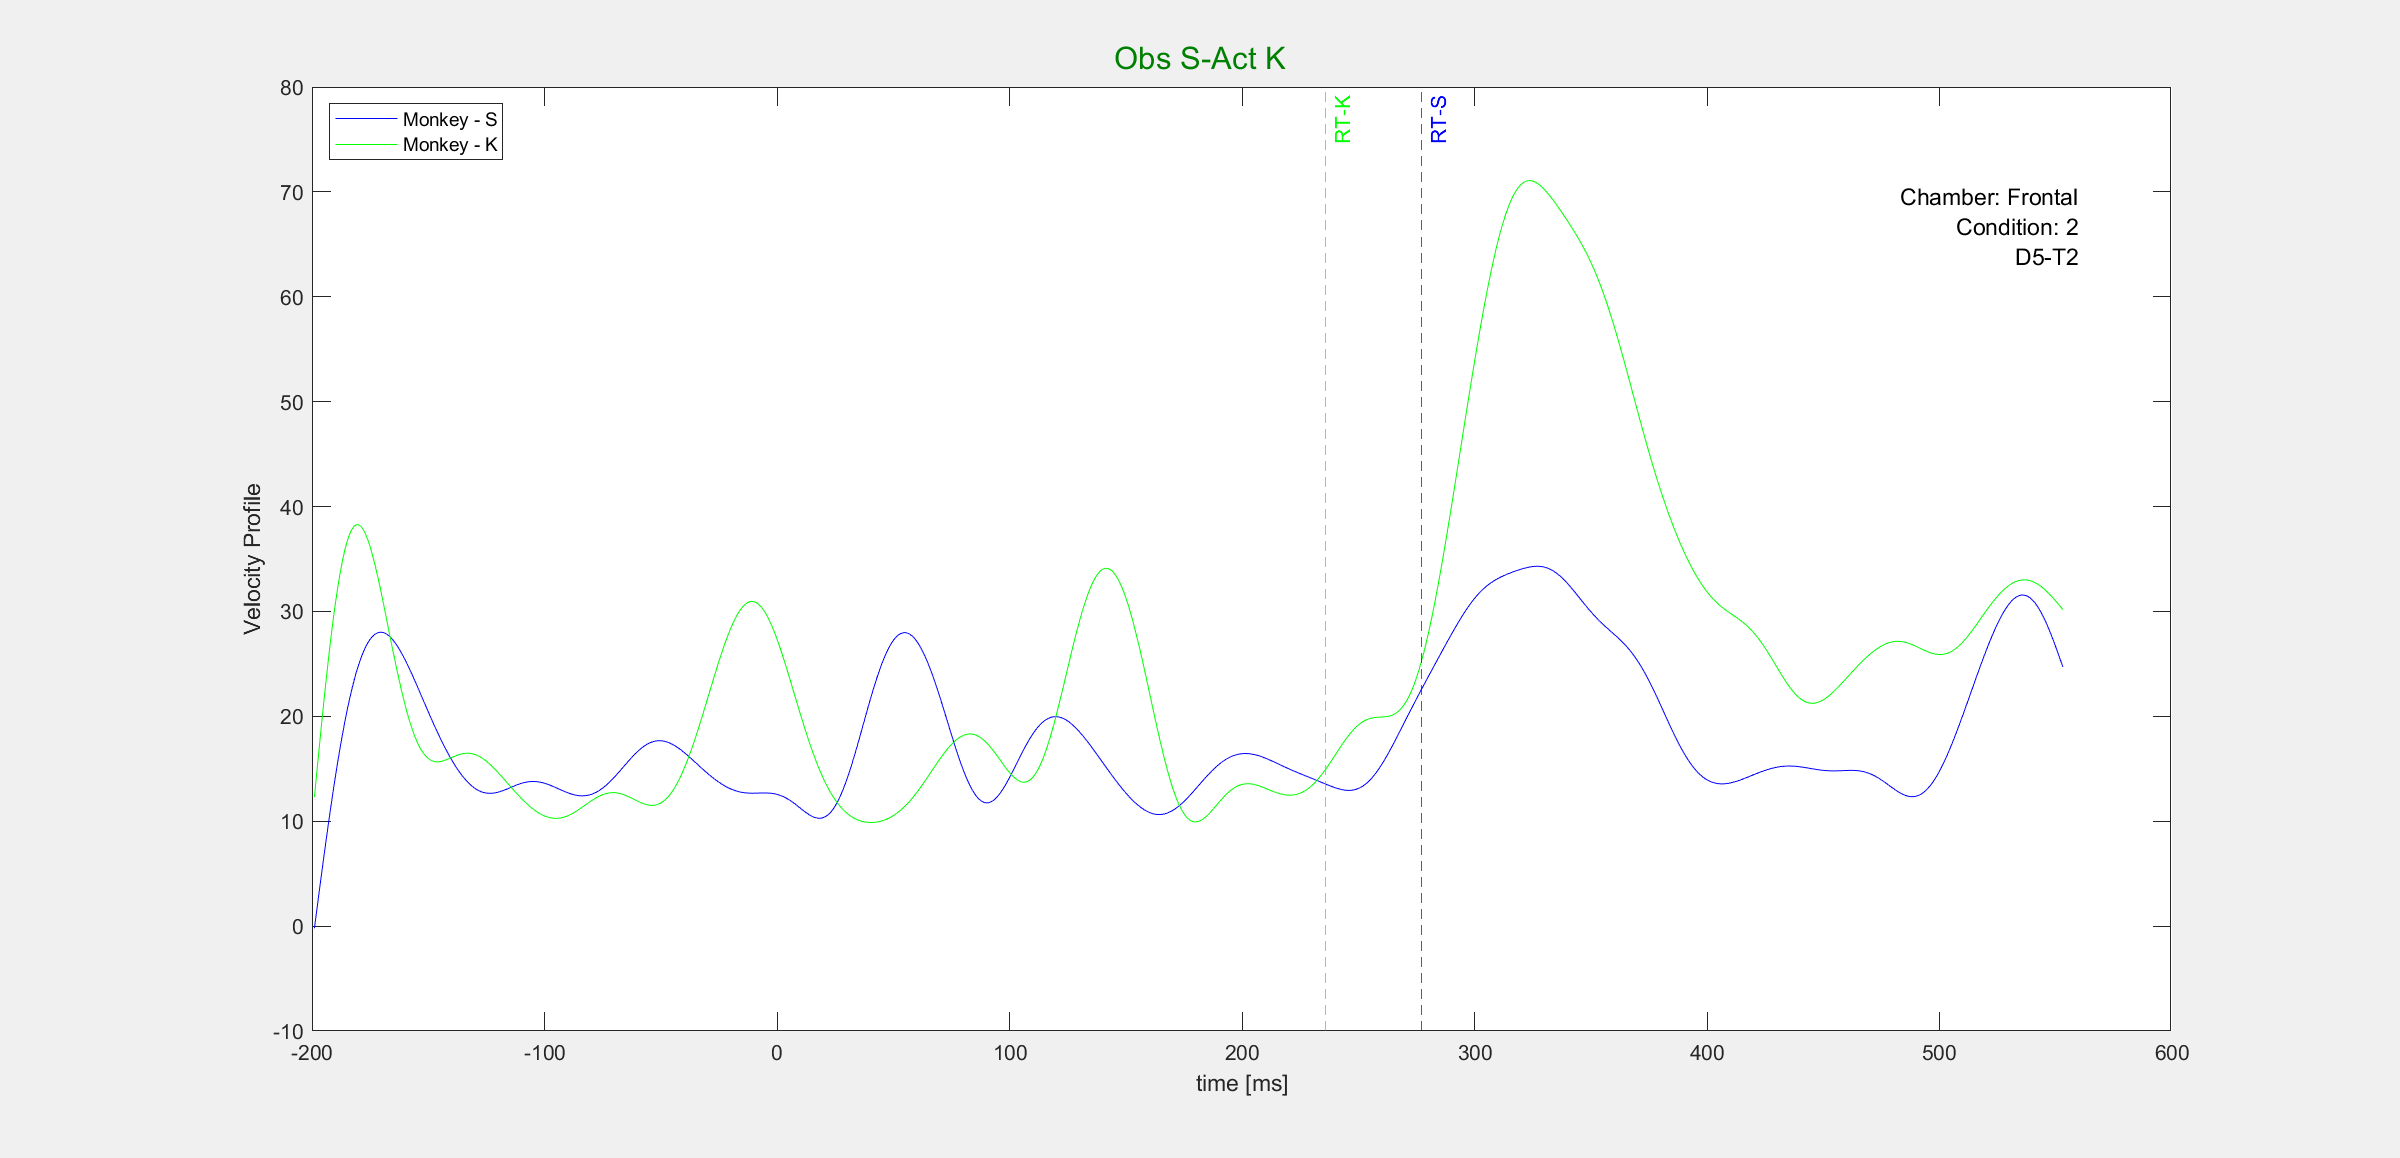 Obs S-Act K
80
70
60
50
40
30
20
10
0
-10
Velocity Profile
Monkey - S
Monkey - K
RT-K
RT-S
Chamber: Frontal
Condition: 2
D5-T2
-200 -100 0 100 200 300 400 500 600
time [ms]